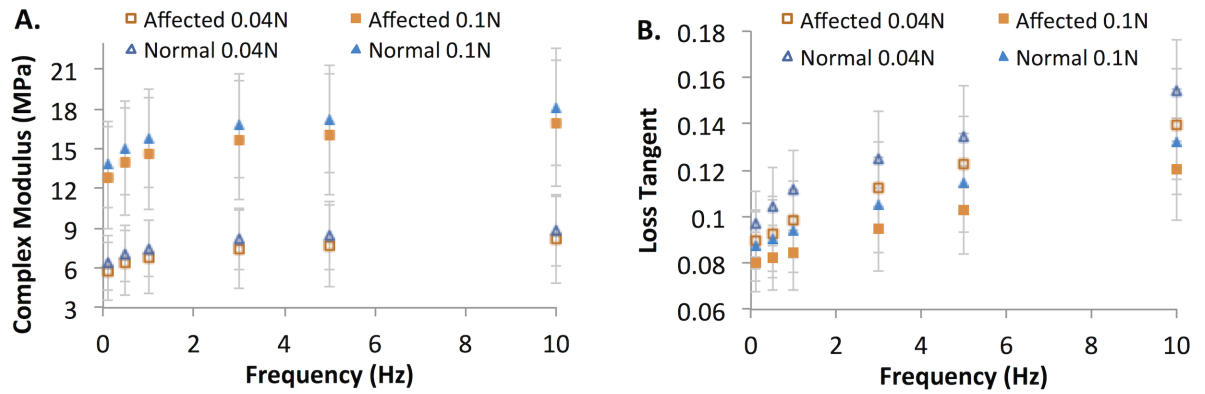 A.
Affected 0.04N
Affected 0.1N
Normal 0.04N
Normal 0.1N
Complex Modulus (MPa)
21
18
15
12
9
6
3
0
2
4
6
8
10
Frequency (Hz)
B.
Affected 0.04N
Affected 0.1N
Normal 0.04N
Normal 0.1N
Loss Tangent
0.18
0.16
0.14
0.12
0.1
0.08
0.06
0
2
4
6
8
10
Frequency (Hz)